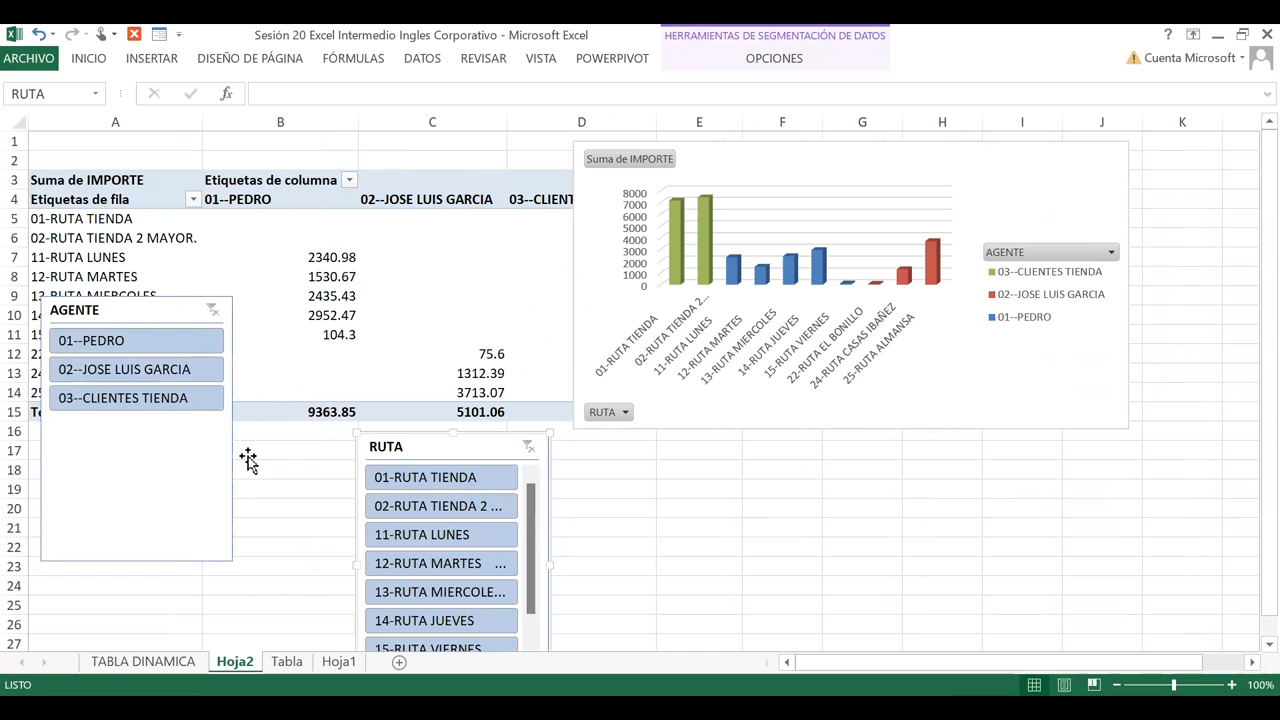 Sesión 20 Excel Intermedio Ingles Corporativo - Microsoft Excel
HERRAMIENTAS DE SEGMENTACIÓN DE DATOS
?
ARCHIVO INICIO INSERTAR DISEÑO DE PÁGINA FÓRMULAS DATOS REVISAR VISTA POWERPIVOT OPCIONES Cuenta Microsoft
RUTA fx
A B C D E F G H I J K
1
2
3 Suma de IMPORTE Etiquetas de columna
4 Etiquetas de fila 01--PEDRO 02--JOSE LUIS GARCIA 03--CLIENT
5 01-RUTA TIENDA
6 02-RUTA TIENDA 2 MAYOR.
7 11-RUTA LUNES 2340.98
8 12-RUTA MARTES 1530.67
9 13-RUTA MIERCOLES 2435.43
10 14 2952.47
11 15 104.3
12 22 75.6
13 24 1312.39
14 25 3713.07
15 To 9363.85 5101.06
16
17
18
19
20
21
22
23
24
25
26
27
AGENTE
01--PEDRO
02--JOSE LUIS GARCIA
03--CLIENTES TIENDA
RUTA
01-RUTA TIENDA
02-RUTA TIENDA 2 ...
11-RUTA LUNES
12-RUTA MARTES ...
13-RUTA MIERCOLE...
14-RUTA JUEVES
15-RUTA VIERNES
Suma de IMPORTE
8000
7000
6000
5000
4000
3000
2000
1000
0
01-RUTA TIENDA
02-RUTA TIENDA 2...
11-RUTA LUNES
12-RUTA MARTES
13-RUTA MIERCOLES
14-RUTA JUEVES
15-RUTA VIERNES
22-RUTA EL BONILLO
24-RUTA CASAS IBAÑEZ
25-RUTA ALMANSA
AGENTE
03--CLIENTES TIENDA
02--JOSE LUIS GARCIA
01--PEDRO
RUTA
TABLA DINAMICA Hoja2 Tabla Hoja1
LISTO 100%